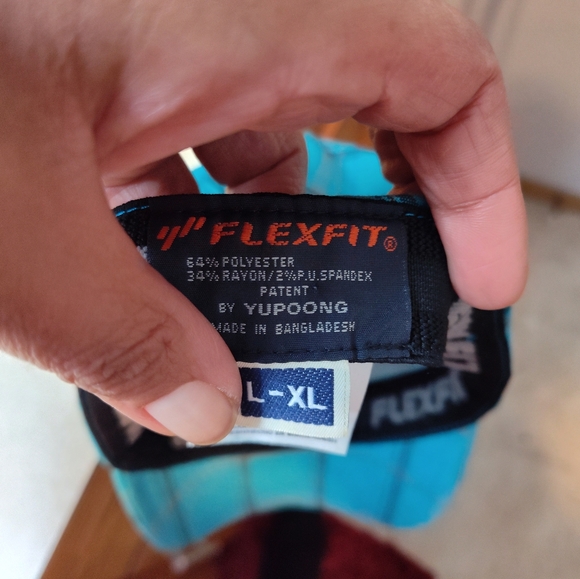 FLEXFIT®
64% POLYESTER
34% RAYON/2% P.U.SPANDEX
PATENT
BY YUPOONG
MADE IN BANGLADESH
L-XL
FLEXFIT